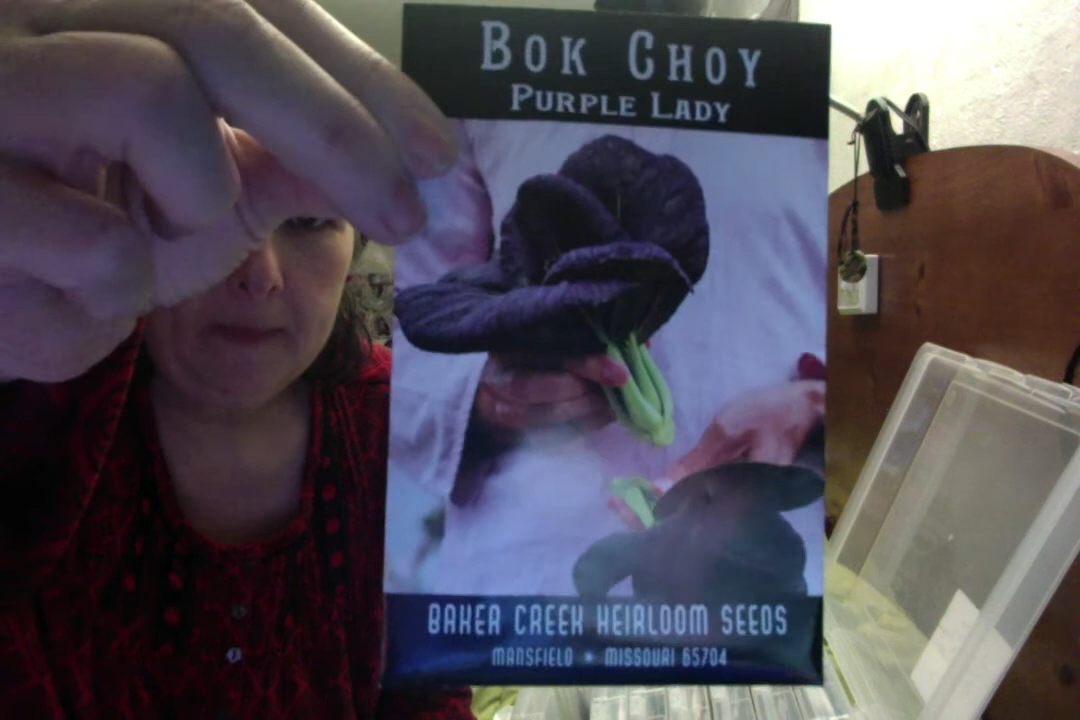 BOK CHOY
PURPLE LADY
BAKER CREEK HEIRLOOM SEEDS
MANSFIELD * MISSOURI 65704